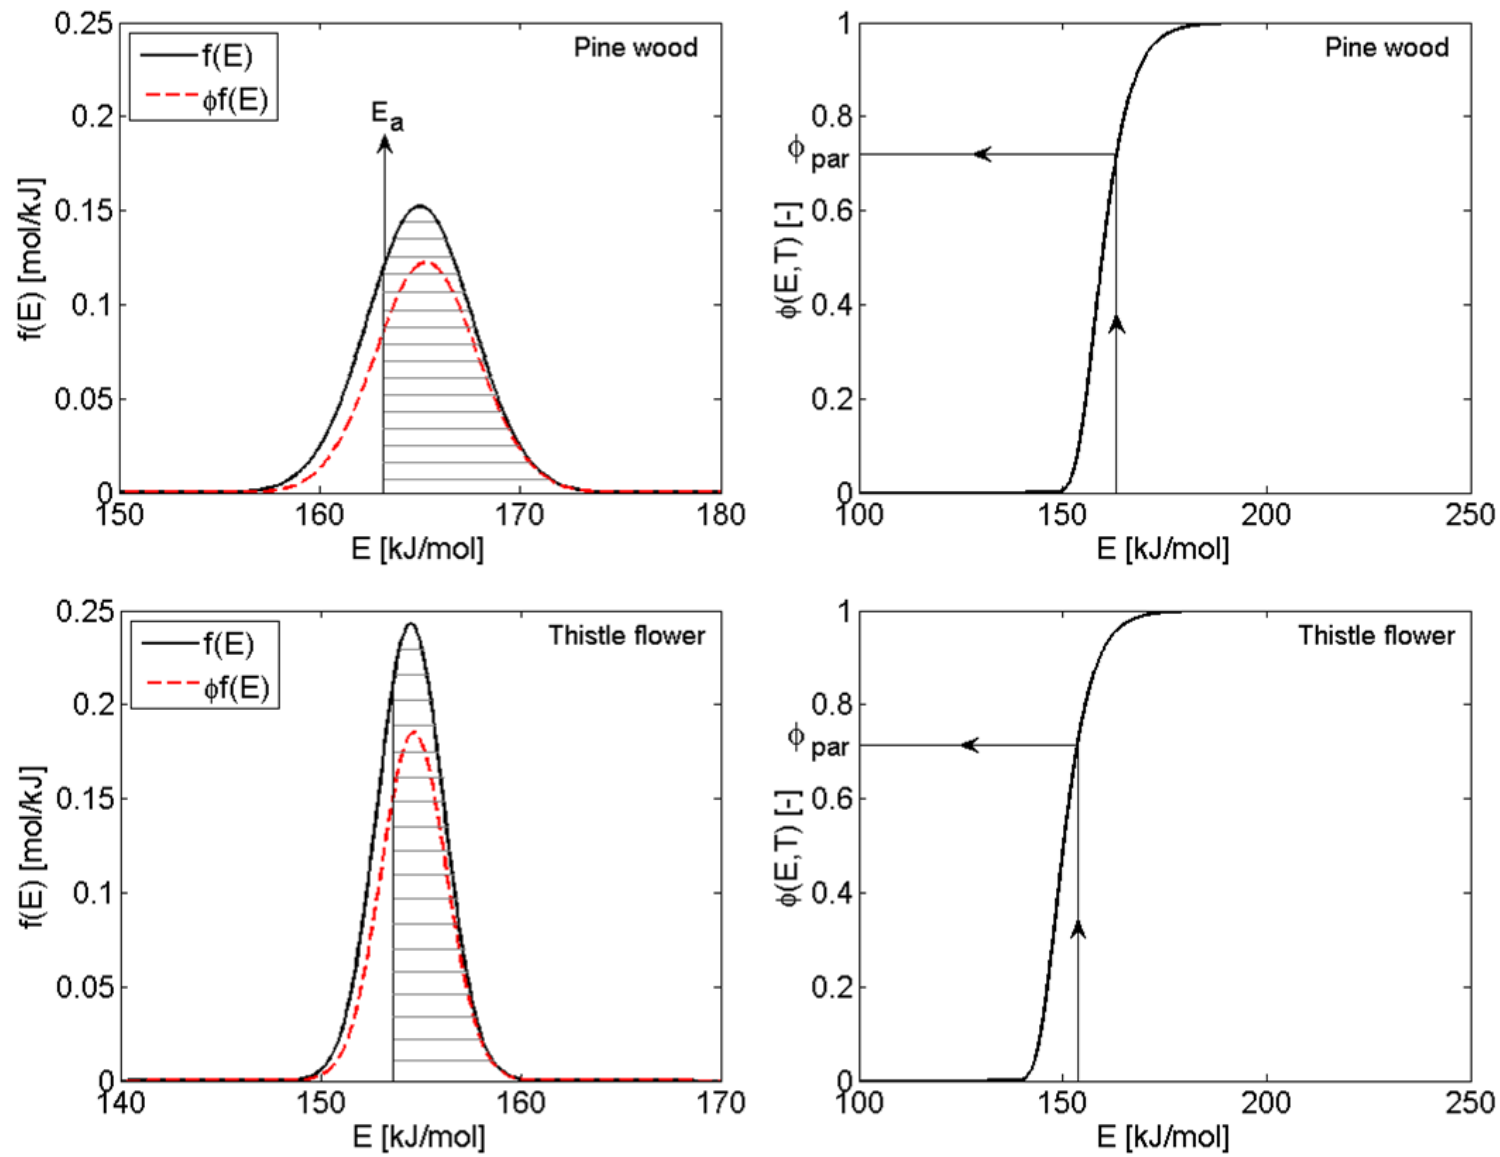 0.25
0.2
0.15
0.1
0.05
0
150 160 170 180
E [kJ/mol]
f(E) [mol/kJ]
f(E)
ϕf(E)
Pine wood
Ea
1
0.8
ϕpar
0.6
0.4
0.2
0
100 150 200 250
E [kJ/mol]
ϕ(E,T) [-]
Pine wood
0.25
0.2
0.15
0.1
0.05
0
140 150 160 170
E [kJ/mol]
f(E) [mol/kJ]
f(E)
ϕf(E)
Thistle flower
1
0.8
ϕpar
0.6
0.4
0.2
0
100 150 200 250
E [kJ/mol]
ϕ(E,T) [-]
Thistle flower